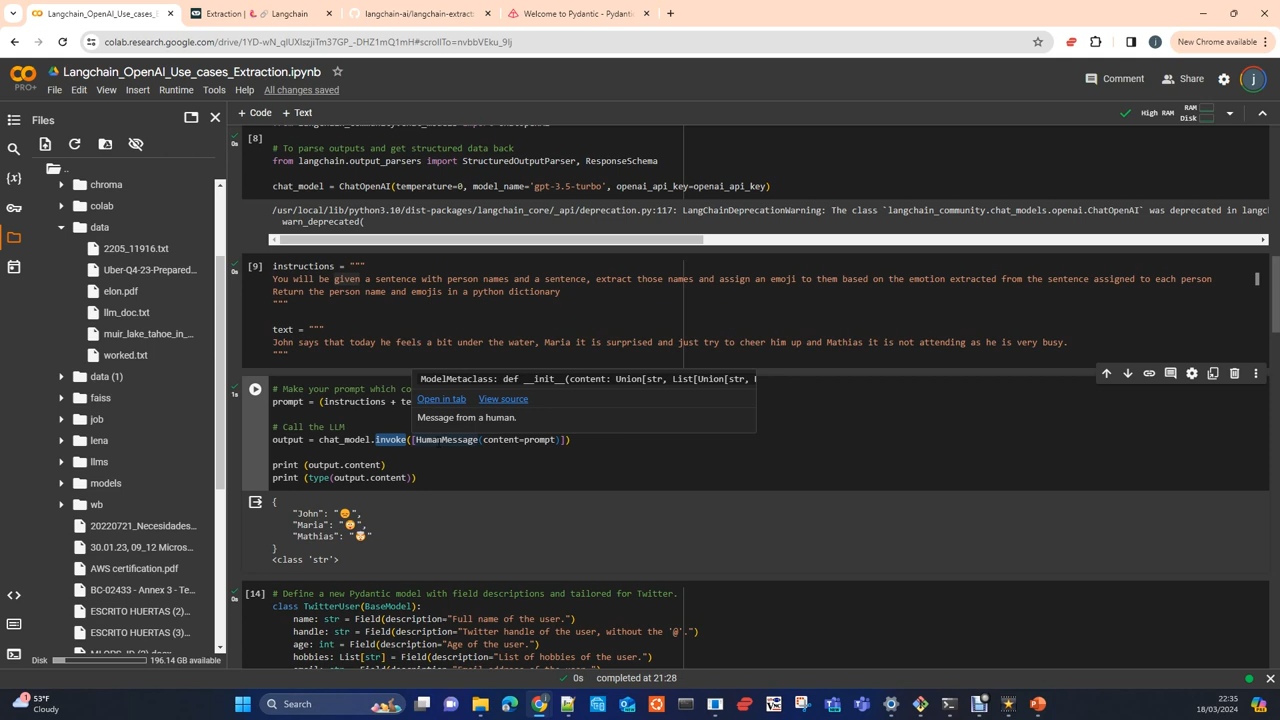 Langchain_OpenAI_Use_cases_E
Extraction | 🦜️🔗 Langchain
langchain-ai/langchain-extract
Welcome to Pydantic - Pydantic
colab.research.google.com/drive/1YD-wN_qIUXIszjiTm37GP_-DHZ1mQ1mH#scrollTo=nvbbVEku_9Ij
New Chrome available
PRO+
Langchain_OpenAI_Use_cases_Extraction.ipynb
File Edit View Insert Runtime Tools Help All changes saved
Comment
Share
j
Files
+ Code + Text
High RAM
RAM
Disk
..
chroma
colab
data
2205_11916.txt
Uber-Q4-23-Prepared...
elon.pdf
llm_doc.txt
muir_lake_tahoe_in_...
worked.txt
data (1)
faiss
job
lena
llms
models
wb
20220721_Necesidades...
30.01.23, 09_12 Micros...
AWS certification.pdf
BC-02433 - Annex 3 - Te...
ESCRITO HUERTAS (2)...
ESCRITO HUERTAS (3)...
Disk 196.14 GB available
[8]
0s
# To parse outputs and get structured data back
from langchain.output_parsers import StructuredOutputParser, ResponseSchema
chat_model = ChatOpenAI(temperature=0, model_name='gpt-3.5-turbo', openai_api_key=openai_api_key)
/usr/local/lib/python3.10/dist-packages/langchain_core/_api/deprecation.py:117: LangChainDeprecationWarning: The class `langchain_community.chat_models.openai.ChatOpenAI` was deprecated in langc
warn_deprecated(
[9]
0s
instructions = """
You will be given a sentence with person names and a sentence, extract those names and assign an emoji to them based on the emotion extracted from the sentence assigned to each person
Return the person name and emojis in a python dictionary
"""
text = """
John says that today he feels a bit under the water, Maria it is surprised and just try to cheer him up and Mathias it is not attending as he is very busy.
"""
1s
# Make your prompt which co
prompt = (instructions + te
ModelMetaclass: def __init__(content: Union[str, List[Union[str,
Open in tab View source
Message from a human.
# Call the LLM
output = chat_model.invoke([HumanMessage(content=prompt)])
print (output.content)
print (type(output.content))
{
"John": "😓",
"Maria": "😳",
"Mathias": "🤯"
}
<class 'str'>
[14]
0s
# Define a new Pydantic model with field descriptions and tailored for Twitter.
class TwitterUser(BaseModel):
name: str = Field(description="Full name of the user.")
handle: str = Field(description="Twitter handle of the user, without the '@'.")
age: int = Field(description="Age of the user.")
hobbies: List[str] = Field(description="List of hobbies of the user.")
0s completed at 21:28
53°F
Cloudy
Search
22:35
18/03/2024